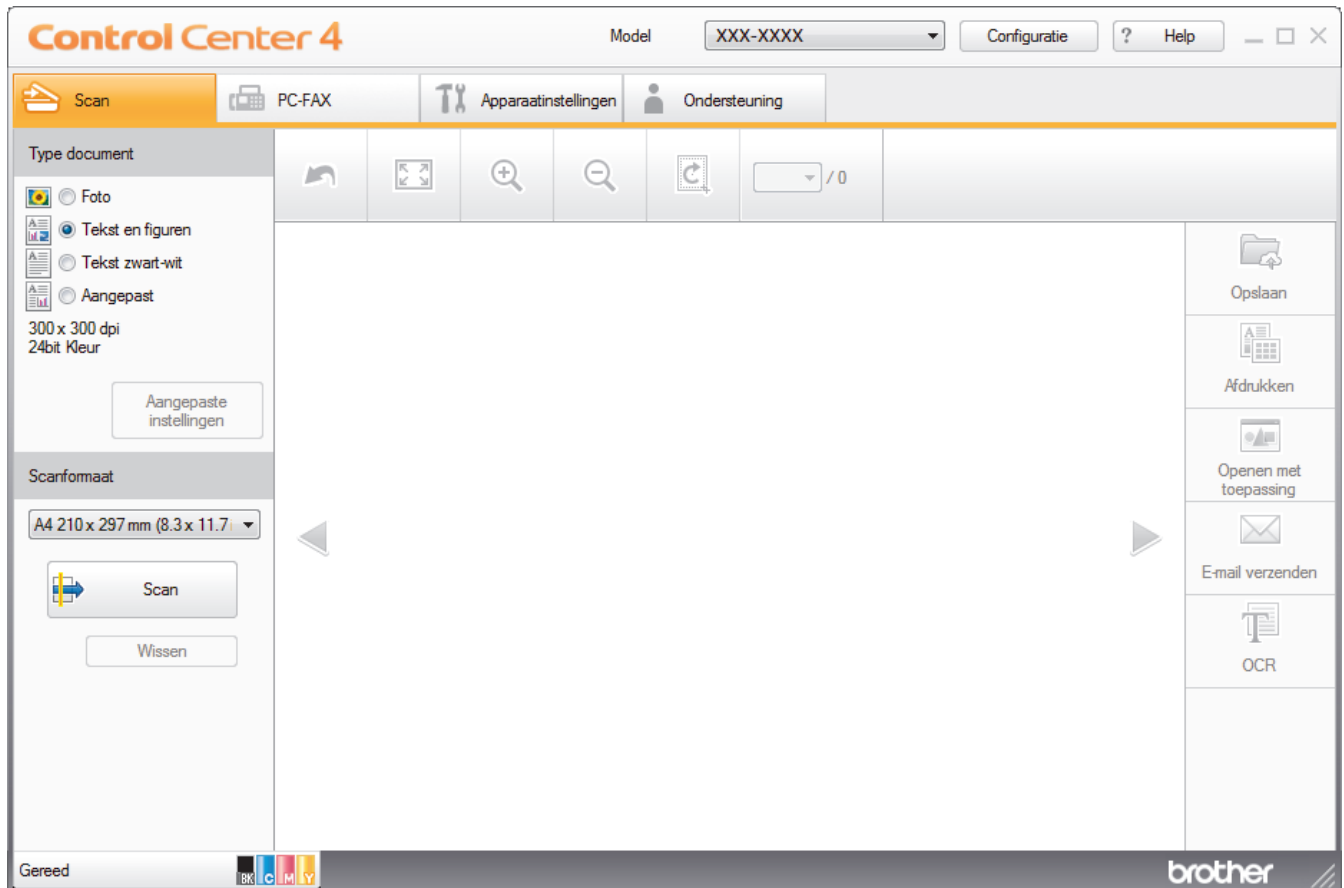 Control Center 4
Model
XXX-XXXX
Configuratie
? Help
Scan
PC-FAX
Apparaatinstellingen
Ondersteuning
Type document
Foto
Tekst en figuren
Tekst zwart-wit
Aangepast
300 x 300 dpi
24bit Kleur
Aangepaste
instellingen
Scanformaat
A4 210 x 297 mm (8.3 x 11.7
Scan
Wissen
/ 0
Opslaan
Afdrukken
Openen met
toepassing
E-mail verzenden
OCR
Gereed
BK C M Y
brother